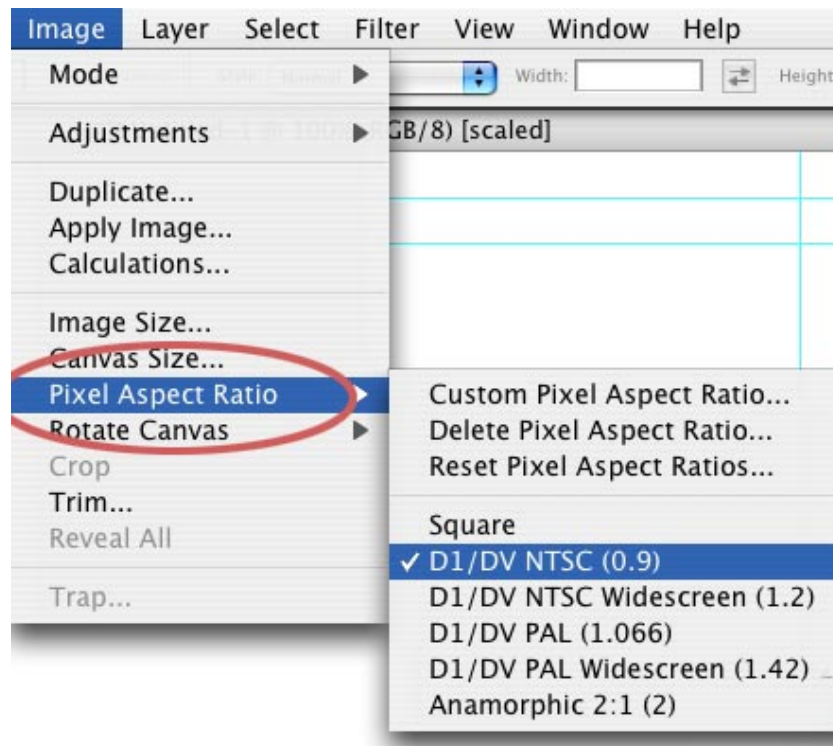 Image Layer Select Filter View Window Help
Width: Height
Mode
GB/8) [scaled]
Adjustments
Duplicate...
Apply Image...
Calculations...
Image Size...
Canvas Size...
Pixel Aspect Ratio
Rotate Canvas
Crop
Trim...
Reveal All
Trap...
Custom Pixel Aspect Ratio...
Delete Pixel Aspect Ratio...
Reset Pixel Aspect Ratios...
Square
✓ D1/DV NTSC (0.9)
D1/DV NTSC Widescreen (1.2)
D1/DV PAL (1.066)
D1/DV PAL Widescreen (1.42)
Anamorphic 2:1 (2)